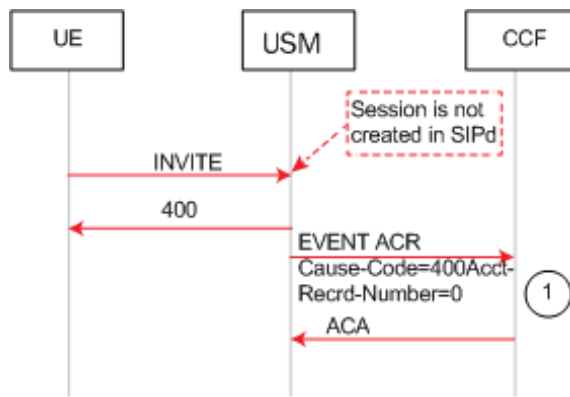 UE
USM
CCF
Session is not
created in SIPd
INVITE
400
EVENT ACR
Cause-Code=400Acct-
Recrd-Number=0
1
ACA